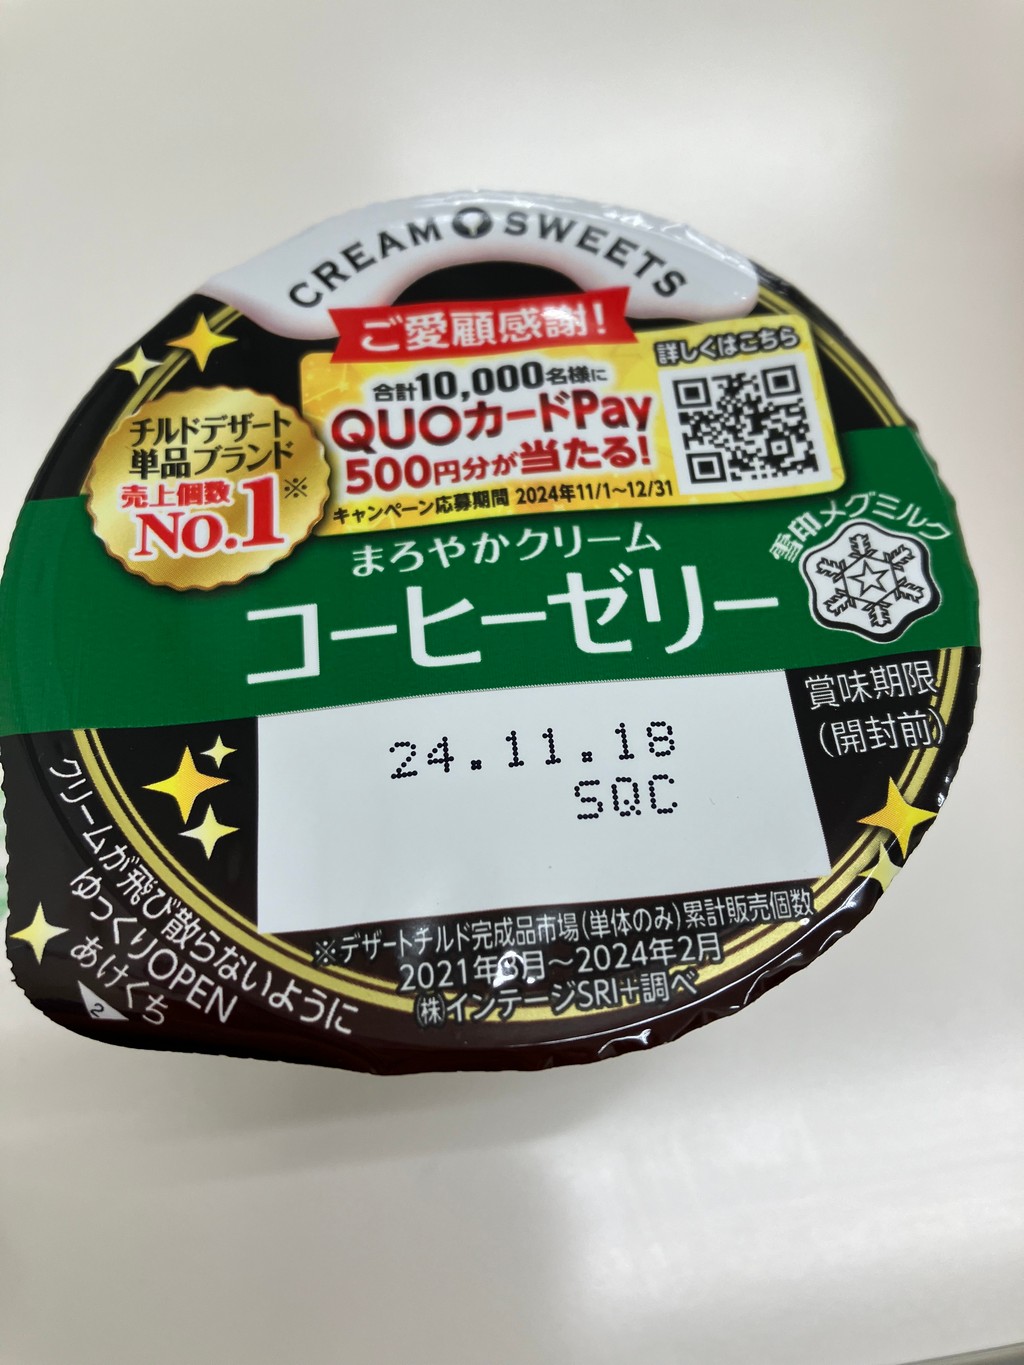 CREAM SWEETS
ご愛顧感謝!
詳しくはこちら
合計10,000名様に
QUOカードPay
500円分が当たる!
キャンペーン応募期間 2024年11/1~12/31
チルドデザート
単品ブランド
売上個数
No.1※
雪印メグミルク
まろやかクリーム
コーヒーゼリー
賞味期限
(開封前)
24.11.18
SQC
クリームが飛び散らないように
ゆっくりOPEN
あけくち
2
※デザートチルド完成品市場(単体のみ)累計販売個数
2021年3月~2024年2月
(株)インテージSRI+調べ